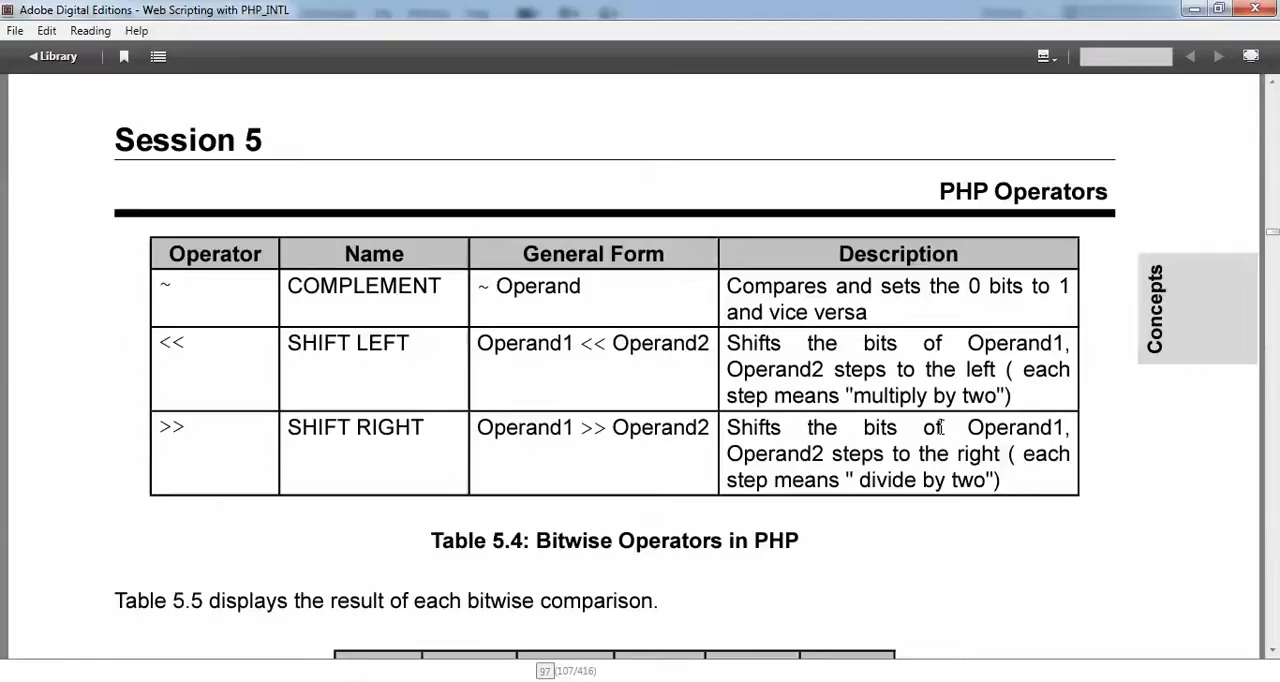 Adobe Digital Editions - Web Scripting with PHP_INTL
File Edit Reading Help
Library
Session 5
PHP Operators
Operator Name General Form Description
~ COMPLEMENT ~ Operand Compares and sets the 0 bits to 1
and vice versa
<< SHIFT LEFT Operand1 << Operand2 Shifts the bits of Operand1,
Operand2 steps to the left ( each
step means "multiply by two")
>> SHIFT RIGHT Operand1 >> Operand2 Shifts the bits of Operand1,
Operand2 steps to the right ( each
step means " divide by two")
Concepts
Table 5.4: Bitwise Operators in PHP
Table 5.5 displays the result of each bitwise comparison.
97 (107/416)